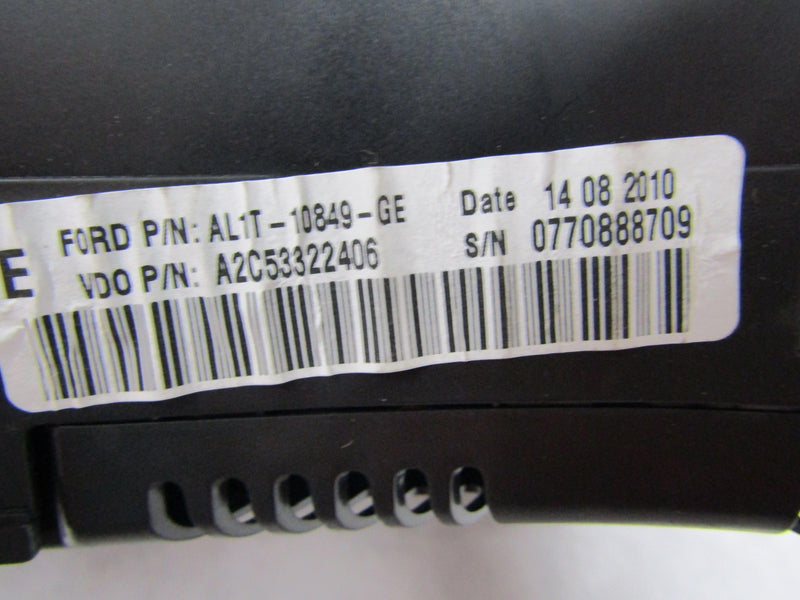 E
FORD P/N: AL1T-10849-GE Date 14 08 2010
VDO P/N: A2C53322406 S/N 0770888709